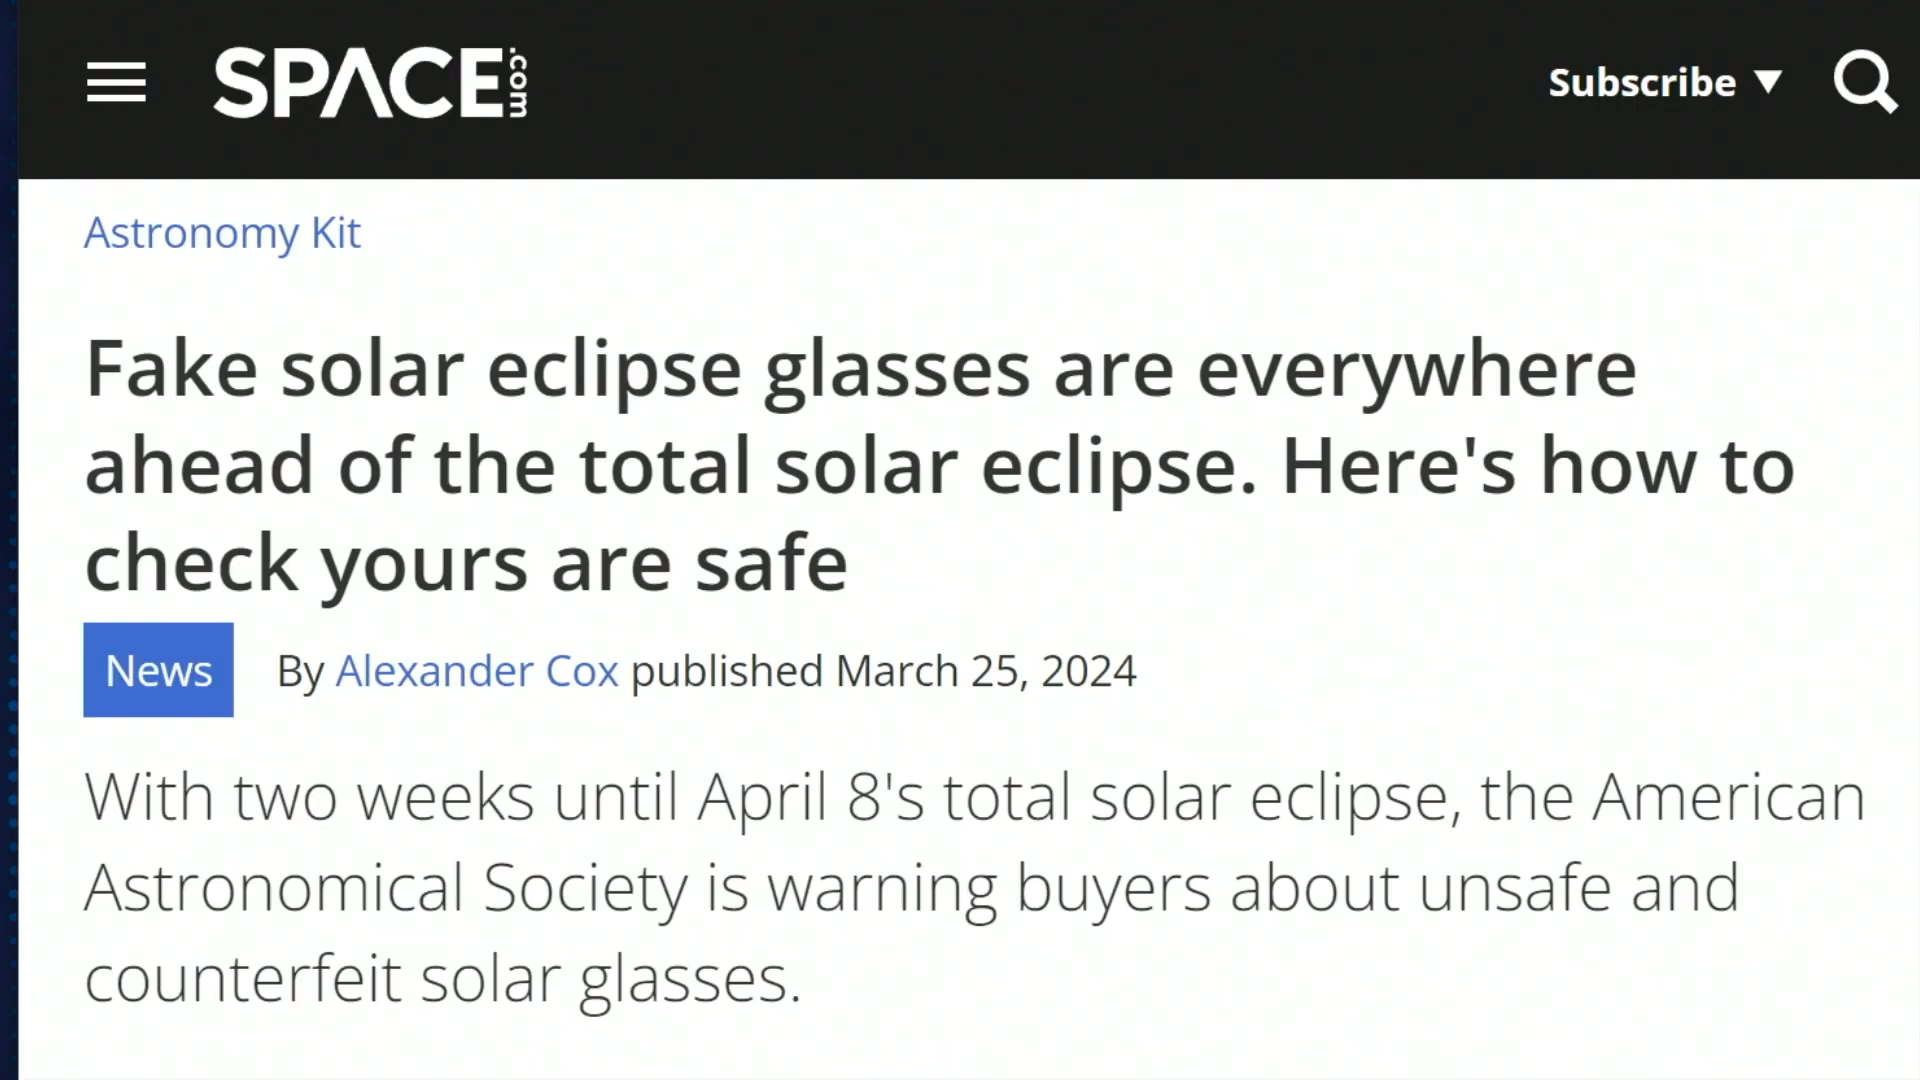 SPACE.com
Subscribe
Astronomy Kit
Fake solar eclipse glasses are everywhere
ahead of the total solar eclipse. Here's how to
check yours are safe
News By Alexander Cox published March 25, 2024
With two weeks until April 8's total solar eclipse, the American
Astronomical Society is warning buyers about unsafe and
counterfeit solar glasses.